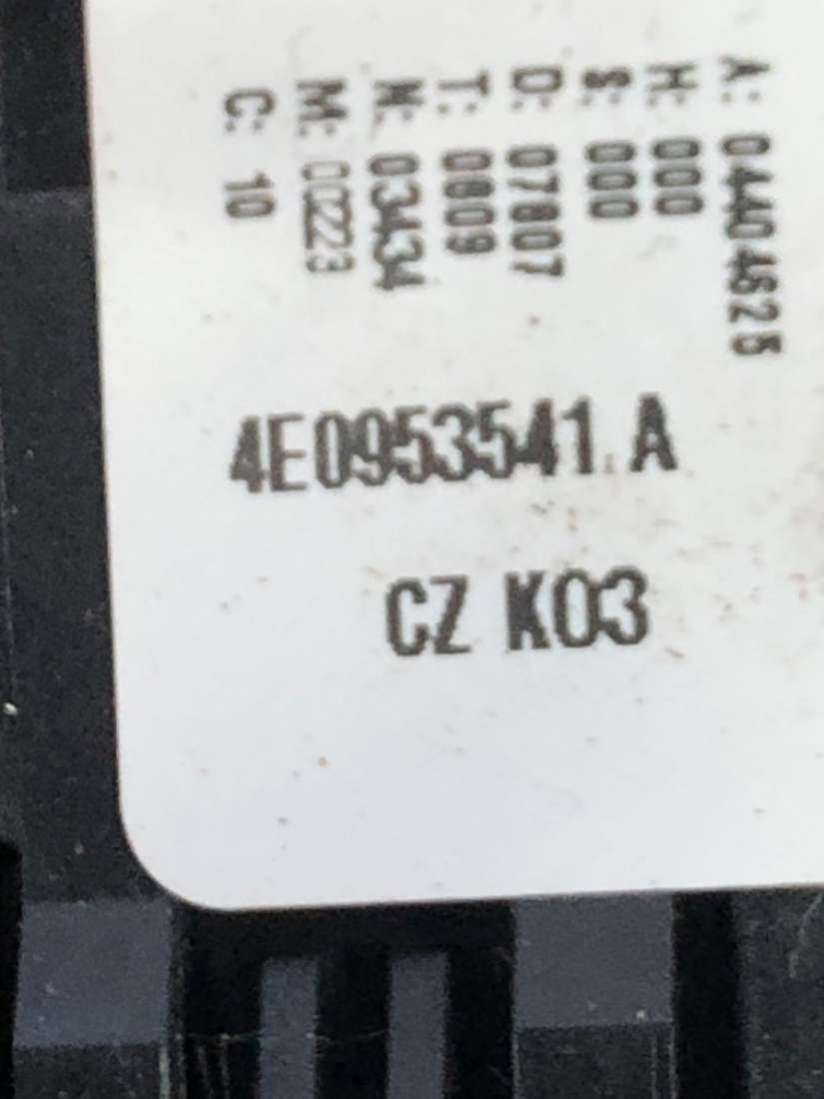 A: 04404625
H: 000
S: 000
D: 07807
T: 0809
N: 03434
M: 00223
C: 10
4E0953541 A
CZ K03